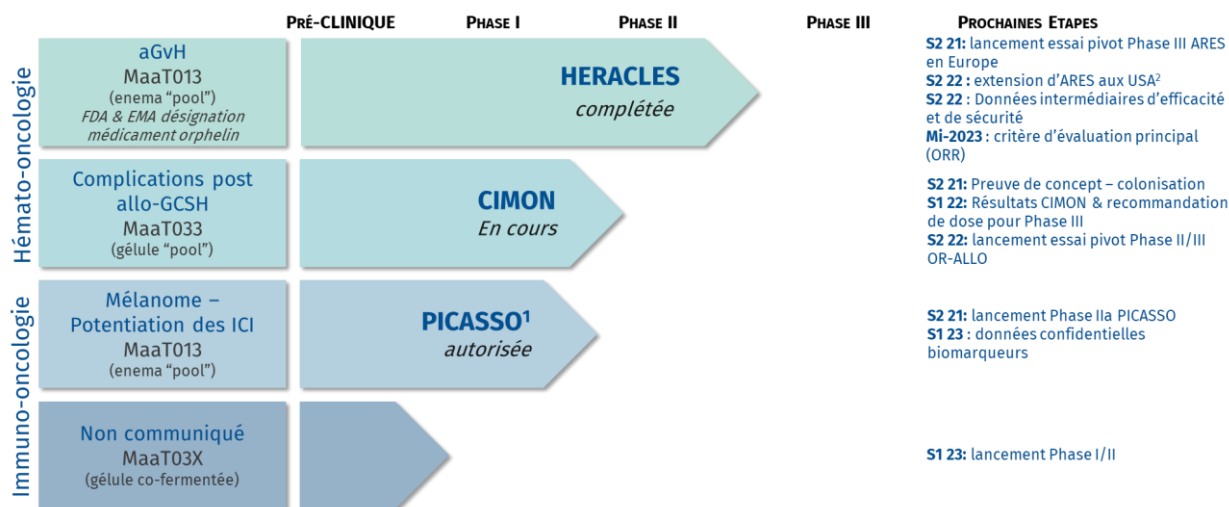 PRÉ-CLINIQUE PHASE I PHASE II PHASE III PROCHAINES ETAPES
Hémato-oncologie
aGvH
MaaT013
(enema “pool”)
FDA & EMA désignation
médicament orphelin
HERACLES
complétée
S2 21: lancement essai pivot Phase III ARES
en Europe
S2 22 : extension d’ARES aux USA²
S2 22 : Données intermédiaires d’efficacité
et de sécurité
Mi-2023 : critère d’évaluation principal
(ORR)
Complications post
allo-GCSH
MaaT033
(gélule “pool”)
CIMON
En cours
S2 21: Preuve de concept – colonisation
S1 22: Résultats CIMON & recommandation
de dose pour Phase III
S2 22: lancement essai pivot Phase II/III
OR-ALLO
Immuno-oncologie
Mélanome –
Potentiation des ICI
MaaT013
(enema “pool”)
PICASSO¹
autorisée
S2 21: lancement Phase IIa PICASSO
S1 23 : données confidentielles
biomarqueurs
Non communiqué
MaaT03X
(gélule co-fermentée)
S1 23: lancement Phase I/II